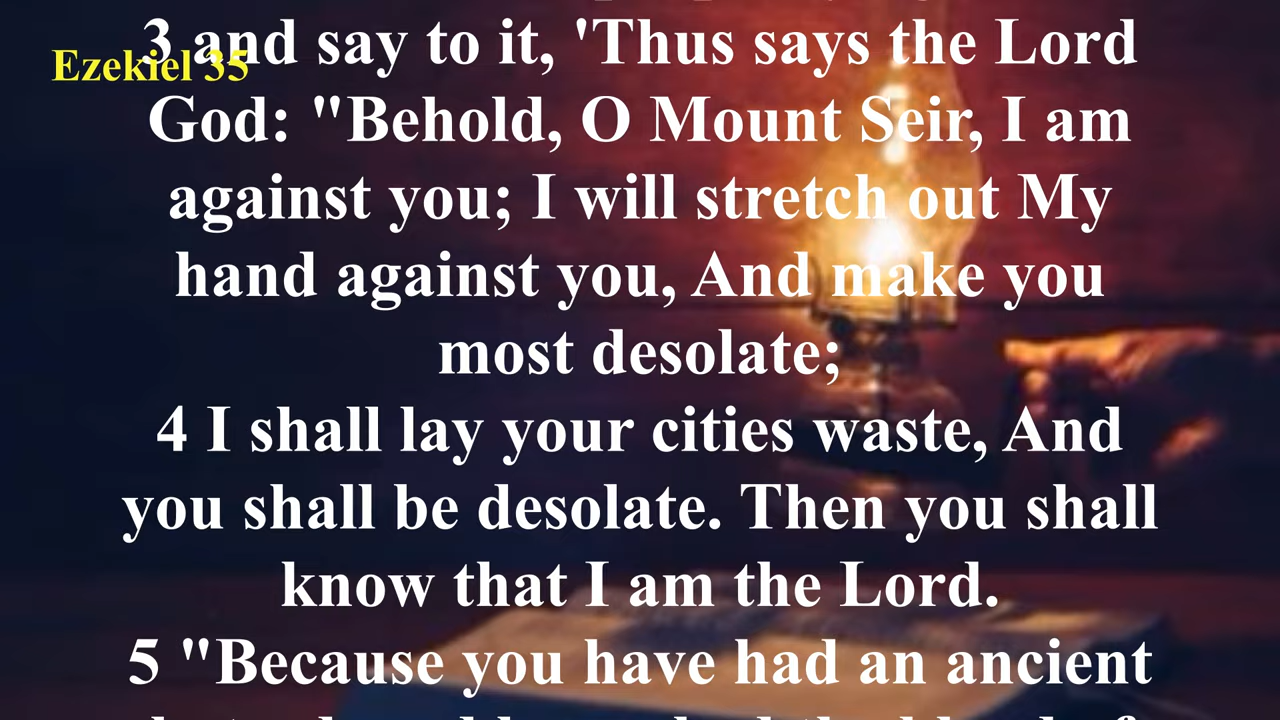 Ezekiel 35
3 and say to it, 'Thus says the Lord
God: "Behold, O Mount Seir, I am
against you; I will stretch out My
hand against you, And make you
most desolate;
4 I shall lay your cities waste, And
you shall be desolate. Then you shall
know that I am the Lord.
5 "Because you have had an ancient